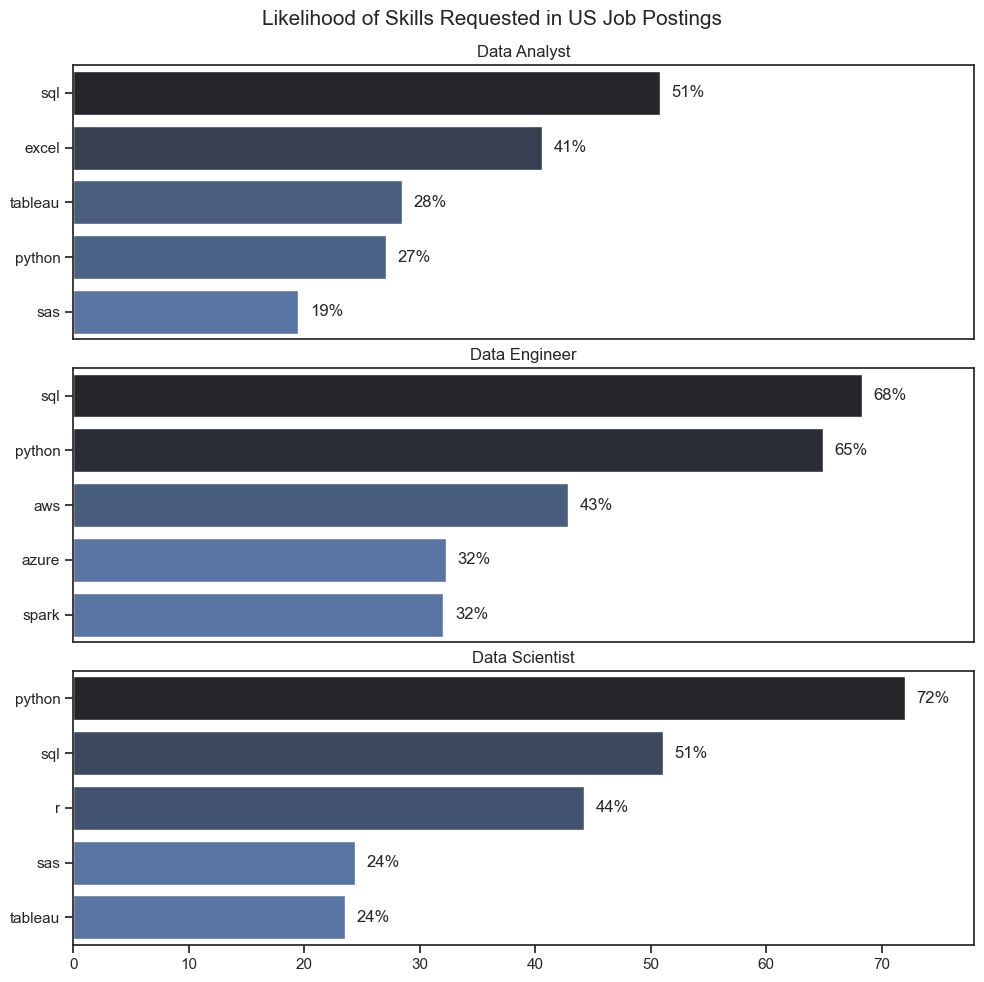 Likelihood of Skills Requested in US Job Postings
Data Analyst
sql 51%
excel 41%
tableau 28%
python 27%
sas 19%
Data Engineer
sql 68%
python 65%
aws 43%
azure 32%
spark 32%
Data Scientist
python 72%
sql 51%
r 44%
sas 24%
tableau 24%
0 10 20 30 40 50 60 70